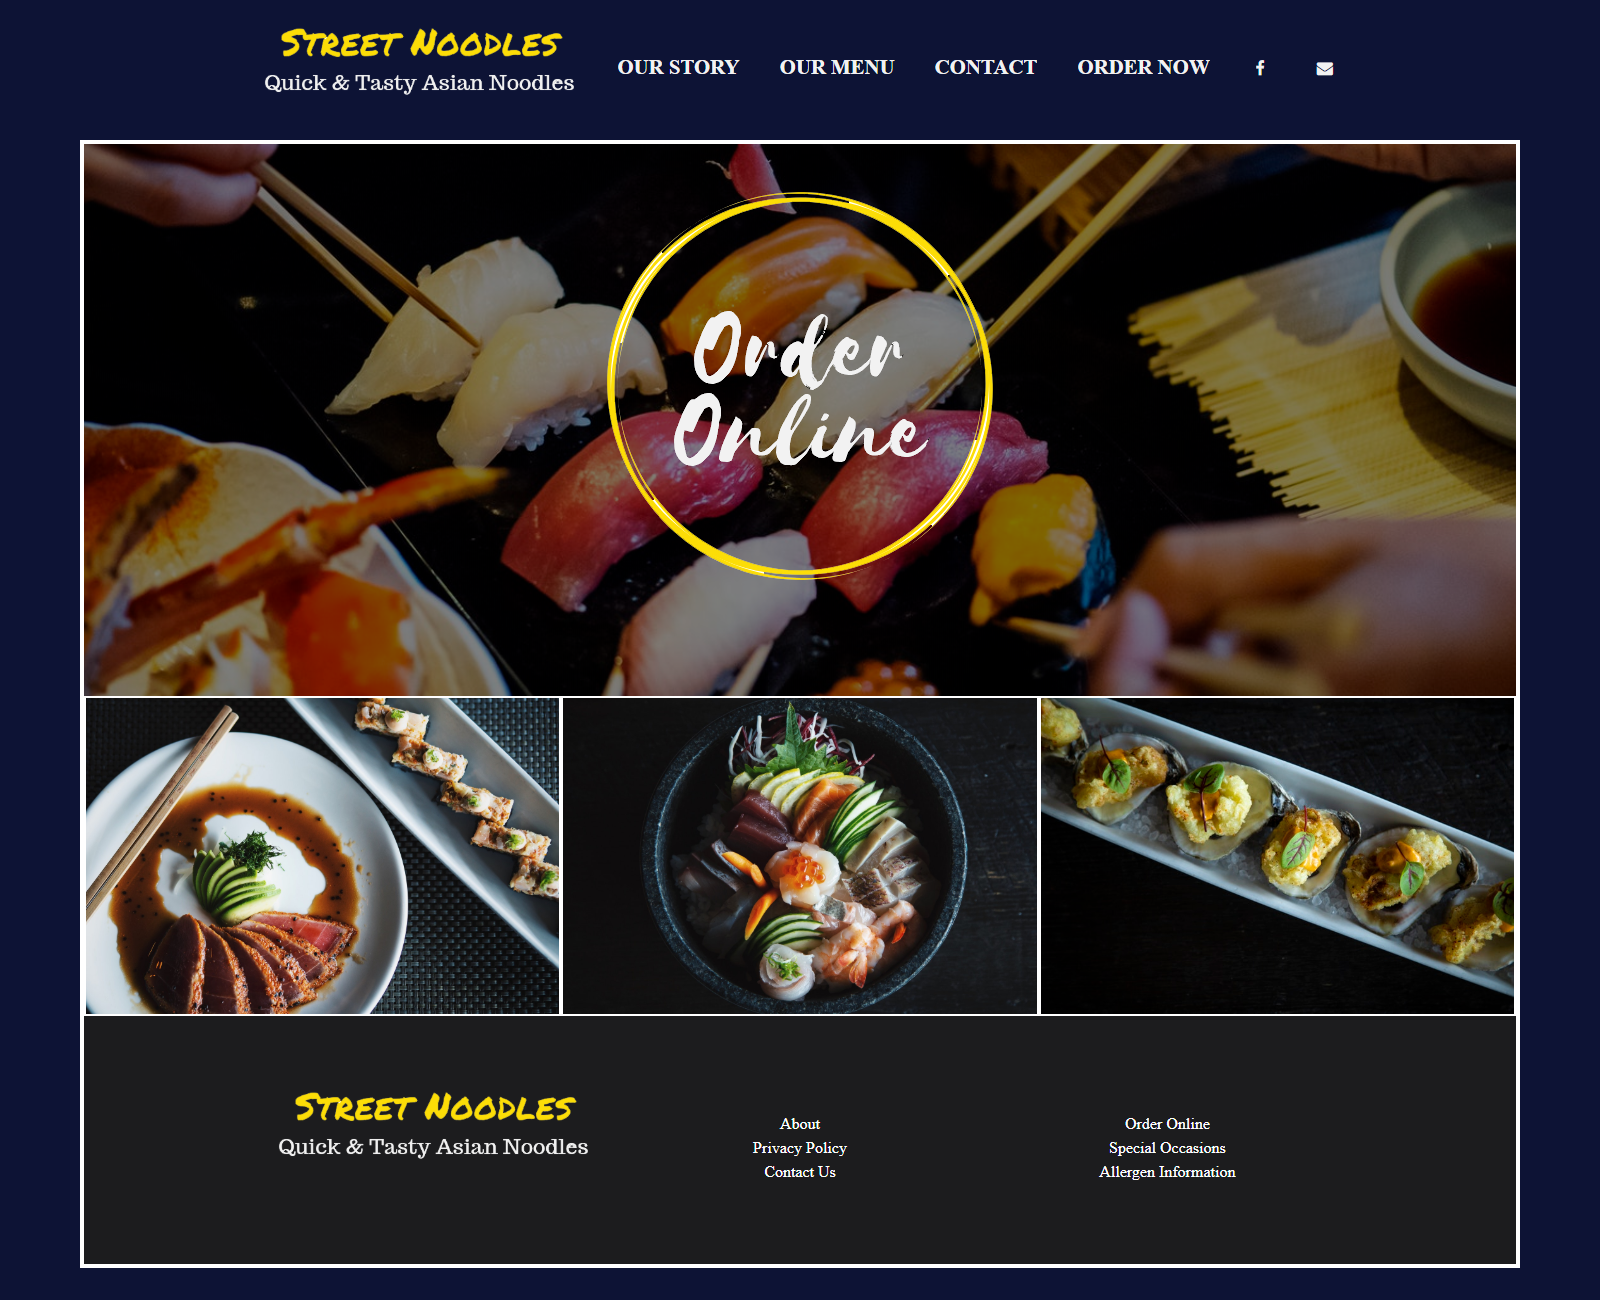 Street Noodles
Quick & Tasty Asian Noodles
OUR STORY OUR MENU CONTACT ORDER NOW
Order
Online
Street Noodles
Quick & Tasty Asian Noodles
About
Privacy Policy
Contact Us
Order Online
Special Occasions
Allergen Information